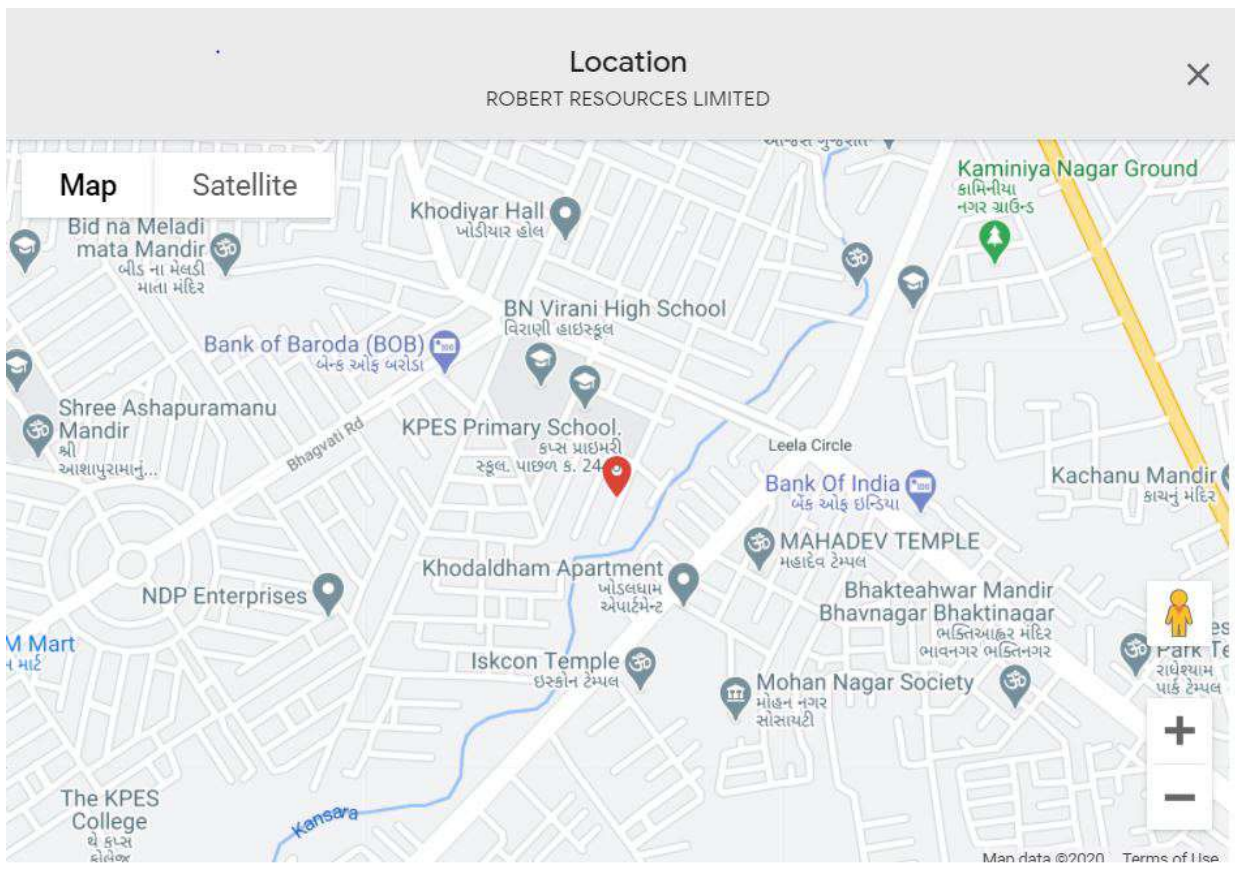 Location
ROBERT RESOURCES LIMITED
Map
Satellite
Kaminiya Nagar Ground
કામિનીયા
નગર ગ્રાઉન્ડ
Khodiyar Hall
ખોડીયાર હોલ
Bid na Meladi
mata Mandir
બીડ ના મેલડી
માતા મંદિર
BN Virani High School
વિરાણી હાઇસ્કૂલ
Bank of Baroda (BOB)
બેન્ક ઓફ બરોડા
Shree Ashapuramanu
Mandir
શ્રી
આશાપુરામાનું...
Bhagvati Rd
KPES Primary School,
કપ્સ પ્રાઇમરી
સ્કૂલ. પાછળ ક. 24
Leela Circle
Bank Of India
બેંક ઓફ ઇન્ડિયા
Kachanu Mandir
કાચનું મંદિર
MAHADEV TEMPLE
મહાદેવ ટેમ્પલ
Khodaldham Apartment
ખોડલધામ
એપાર્ટમેન્ટ
NDP Enterprises
Bhakteahwar Mandir
Bhavnagar Bhaktinagar
ભક્તિઆહ્વર મંદિર
ભાવનગર ભક્તિનગર
M Mart
માર્ટ
Iskcon Temple
ઇસ્કોન ટેમ્પલ
Park Te
રાધેશ્યામ
પાર્ક ટેમ્પલ
Mohan Nagar Society
મોહન નગર
સોસાયટી
The KPES
College
થે કપ્સ
કોલેજ
Kansara
Map data ©2020
Terms of Use